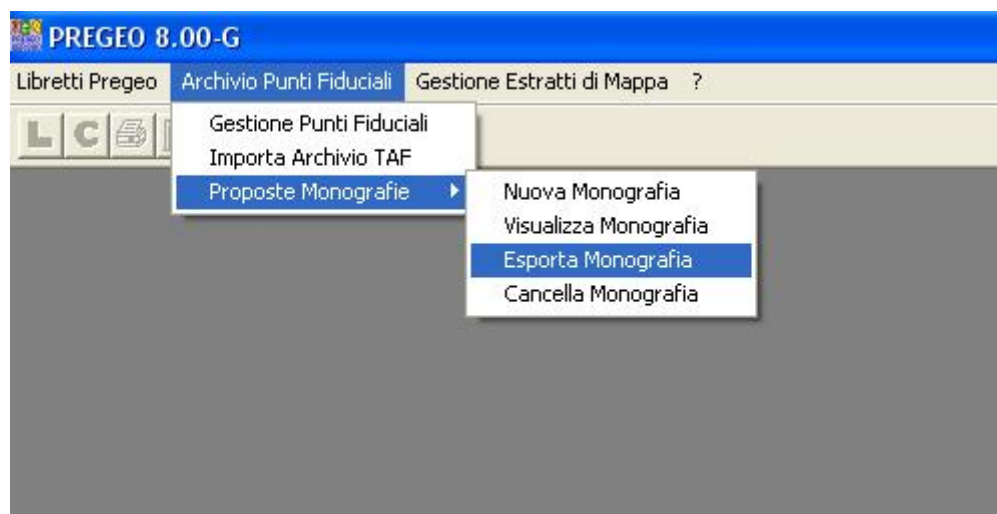 PREGEO 8.00-G
Libretti Pregeo Archivio Punti Fiduciali Gestione Estratti di Mappa ?
L C
Gestione Punti Fiduciali
Importa Archivio TAF
Proposte Monografie
Nuova Monografia
Visualizza Monografia
Esporta Monografia
Cancella Monografia